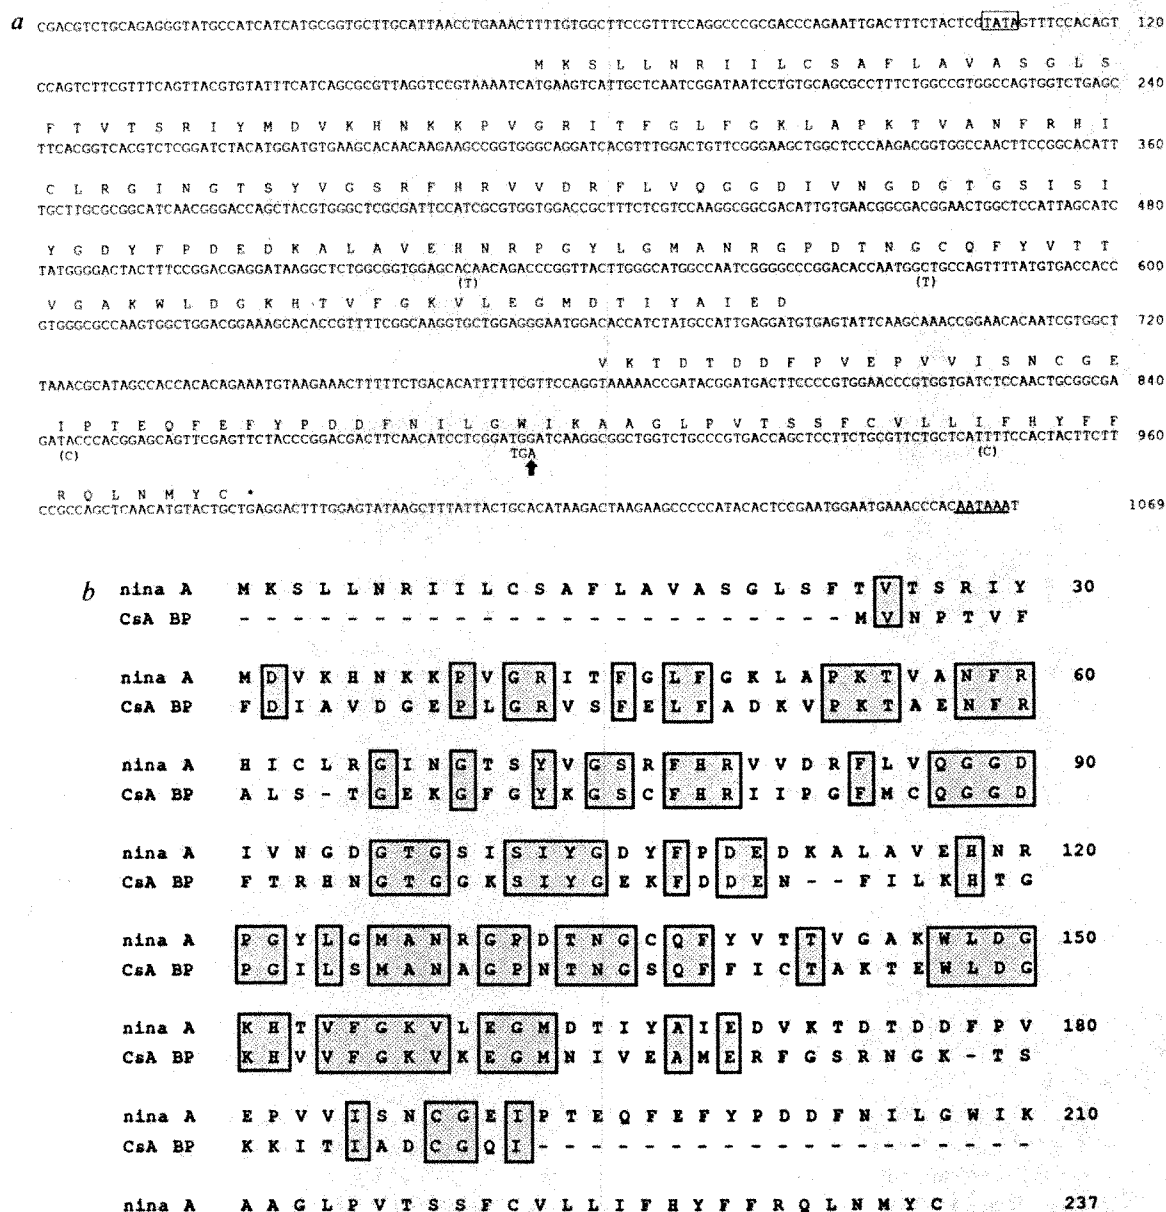 a CGACGTCTGCAGAGGGTATGCCATCATCATGCGGTGCTTGCATTAACCTGAAACTTTTGTGGCTTCCGTTTCCAGGCCCGCGACCCAGAATTGACTTTCTACTCGTATAGTTTCCACAGT 120
M K S L L N R I I L C S A F L A V A S G L S
CCAGTCTTCGTTTCAGTTACGTGTATTTCATCAGCGCGTTAGGTCCGTAAAATCATGAAGTCATTGCTCAATCGGATAATCCTGTGCAGCGCCTTTCTGGCCGTGGCCAGTGGTCTGAGC 240
F T V T S R I Y M D V K H N K K P V G R I T F G L F G K L A P K T V A N F R H I
TTCACGGTCACGTCTCGGATCTACATGGATGTGAAGCACAACAAGAAGCCGGTGGGCAGGATCACGTTTGGACTGTTCGGGAAGCTGGCTCCCAAGACGGTGGCCAACTTCCGGCACATT 360
C L R G I N G T S Y V G S R F H R V V D R F L V Q G G D I V N G D G T G S I S I
TGCTTGCGCGGCATCAACGGGACCAGCTACGTGGGCTCGCGATTCCATCGCGTGGTGGACCGCTTTCTCGTCCAAGGCGGCGACATTGTGAACGGCGACGGAACTGGCTCCATTAGCATC 480
Y G D Y F P D E D K A L A V E H N R P G Y L G M A N R G P D T N G C Q F Y V T T
TATGGGGACTACTTTCCGGACGAGGATAAGGCTCTGGCGGTGGAGCACAACAGACCCGGTTACTTGGGCATGGCCAATCGGGGCCCGGACACCAATGGCTGCCAGTTTTATGTGACCACC 600
(T) (T)
V G A K W L D G K H T V F G K V L E G M D T I Y A I E D
GTGGGCGCCAAGTGGCTGGACGGAAAGCACACCGTTTTCGGCAAGGTGCTGGAGGGAATGGACACCATCTATGCCATTGAGGATGTGAGTATTCAAGCAAACCGGAACACAATCGTGGCT 720
V K T D T D D F P V E P V V I S N C G E
TAAACGCATAGCCACCACACACAGAAATGTAAGAAACTTTTTCTGACACATTTTTCGTTCCAGGTAAAAACCGATACGGATGACTTCCCCGTGGAACCCGTGGTGATCTCCAACTGCGGCGA 840
I P T E Q F E F Y P D D F N I L G W I K A A G L P V T S S F C V L L I F H Y F F
GATACCCACGGAGCAGTTCGAGTTCTACCCGGACGACTTCAACATCCTCGGATGGATCAAGGCGGCTGGTCTGCCCGTGACCAGCTCCTTCTGCGTTCTGCTCATTTTCCACTACTTCTT 960
(C) TGA (C)
R Q L N M Y C *
CCGCCAGCTCAACATGTACTGCTGAGGACTTTGGAGTATAAGCTTTATTACTGCACATAAGACTAAGAAGCCCCCATACACTCCGAATGGAATGAAACCCACAATAAAT 1069
b nina A M K S L L N R I I L C S A F L A V A S G L S F T V T S R I Y 30
CsA BP - - - - - - - - - - - - - - - - - - - - - - - M V N P T V F
nina A M D V K H N K K P V G R I T F G L F G K L A P K T V A N F R 60
CsA BP F D I A V D G E P L G R V S F E L F A D K V P K T A E N F R
nina A H I C L R G I N G T S Y V G S R F H R V V D R F L V Q G G D 90
CsA BP A L S - T G E K G F G Y K G S C F H R I I P G F M C Q G G D
nina A I V N G D G T G S I S I Y G D Y F P D E D K A L A V E H N R 120
CsA BP F T R H N G T G G K S I Y G E K F D D E N - - F I L K H T G
nina A P G Y L G M A N R G P D T N G C Q F Y V T T V G A K W L D G 150
CsA BP P G I L S M A N A G P N T N G S Q F F I C T A K T E W L D G
nina A K H T V F G K V L E G M D T I Y A I E D V K T D T D D F P V 180
CsA BP K H V V F G K V K E G M N I V E A M E R F G S R N G K - T S
nina A E P V V I S N C G E I P T E Q F E F Y P D D F N I L G W I K 210
CsA BP K K I T I A D C G Q I - - - - - - - - - - - - - - - - - - -
nina A A A G L P V T S S F C V L L I F H Y F F R Q L N M Y C 237